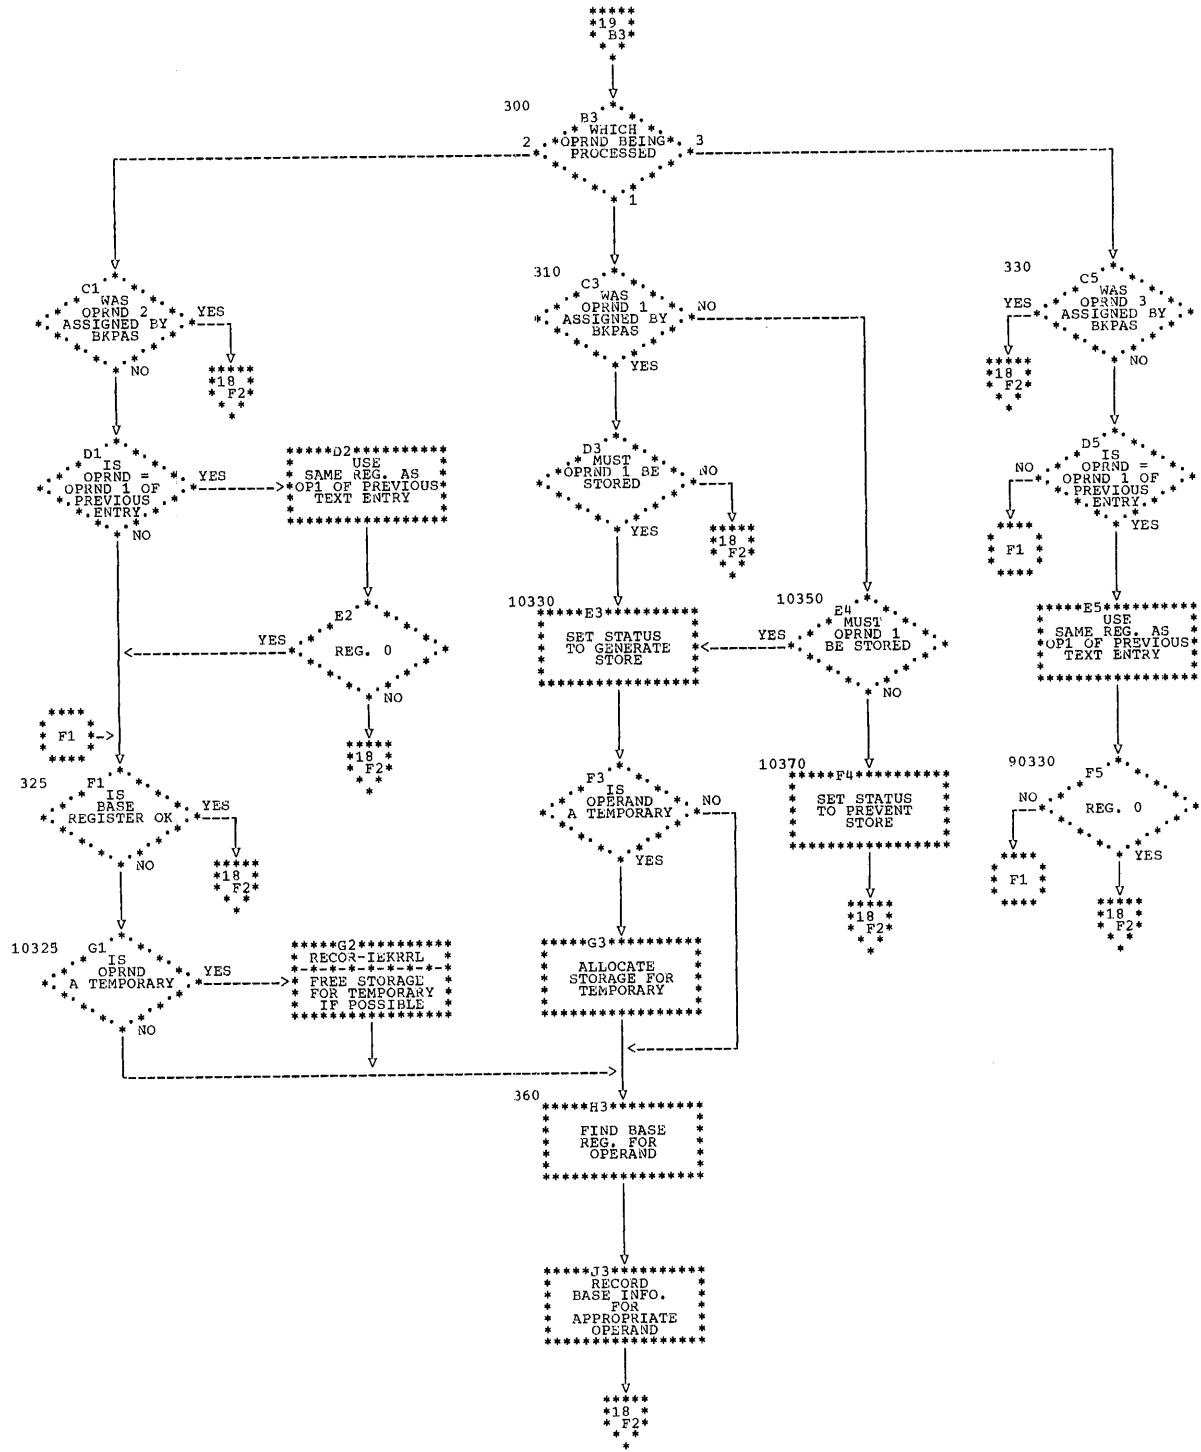 19
B3
300
B3
WHICH
OPRND BEING
PROCESSED
2
3
1
C1
WAS
OPRND 2
ASSIGNED BY
BKPAS
YES
NO
18
F2
310
C3
WAS
OPRND 1
ASSIGNED BY
BKPAS
NO
YES
330
C5
WAS
OPRND 3
ASSIGNED BY
BKPAS
YES
NO
18
F2
D1
IS
OPRND =
OPRND 1 OF
PREVIOUS
ENTRY
YES
NO
D2
USE
SAME REG. AS
OP1 OF PREVIOUS
TEXT ENTRY
D3
MUST
OPRND 1 BE
STORED
NO
YES
18
F2
D5
IS
OPRND =
OPRND 1 OF
PREVIOUS
ENTRY
NO
YES
F1
E2
REG. 0
YES
NO
18
F2
10330
E3
SET STATUS
TO GENERATE
STORE
10350
E4
MUST
OPRND 1
BE STORED
YES
NO
E5
USE
SAME REG. AS
OP1 OF PREVIOUS
TEXT ENTRY
F1
325
F1
IS
BASE
REGISTER OK
YES
NO
18
F2
F3
IS
OPERAND
A TEMPORARY
NO
YES
10370
F4
SET STATUS
TO PREVENT
STORE
18
F2
90330
F5
REG. 0
NO
YES
F1
18
F2
10325
G1
IS
OPRND
A TEMPORARY
YES
NO
G2
RECOR-IEKRRL
FREE STORAGE
FOR TEMPORARY
IF POSSIBLE
G3
ALLOCATE
STORAGE FOR
TEMPORARY
360
H3
FIND BASE
REG. FOR
OPERAND
J3
RECORD
BASE INFO.
FOR
APPROPRIATE
OPERAND
18
F2